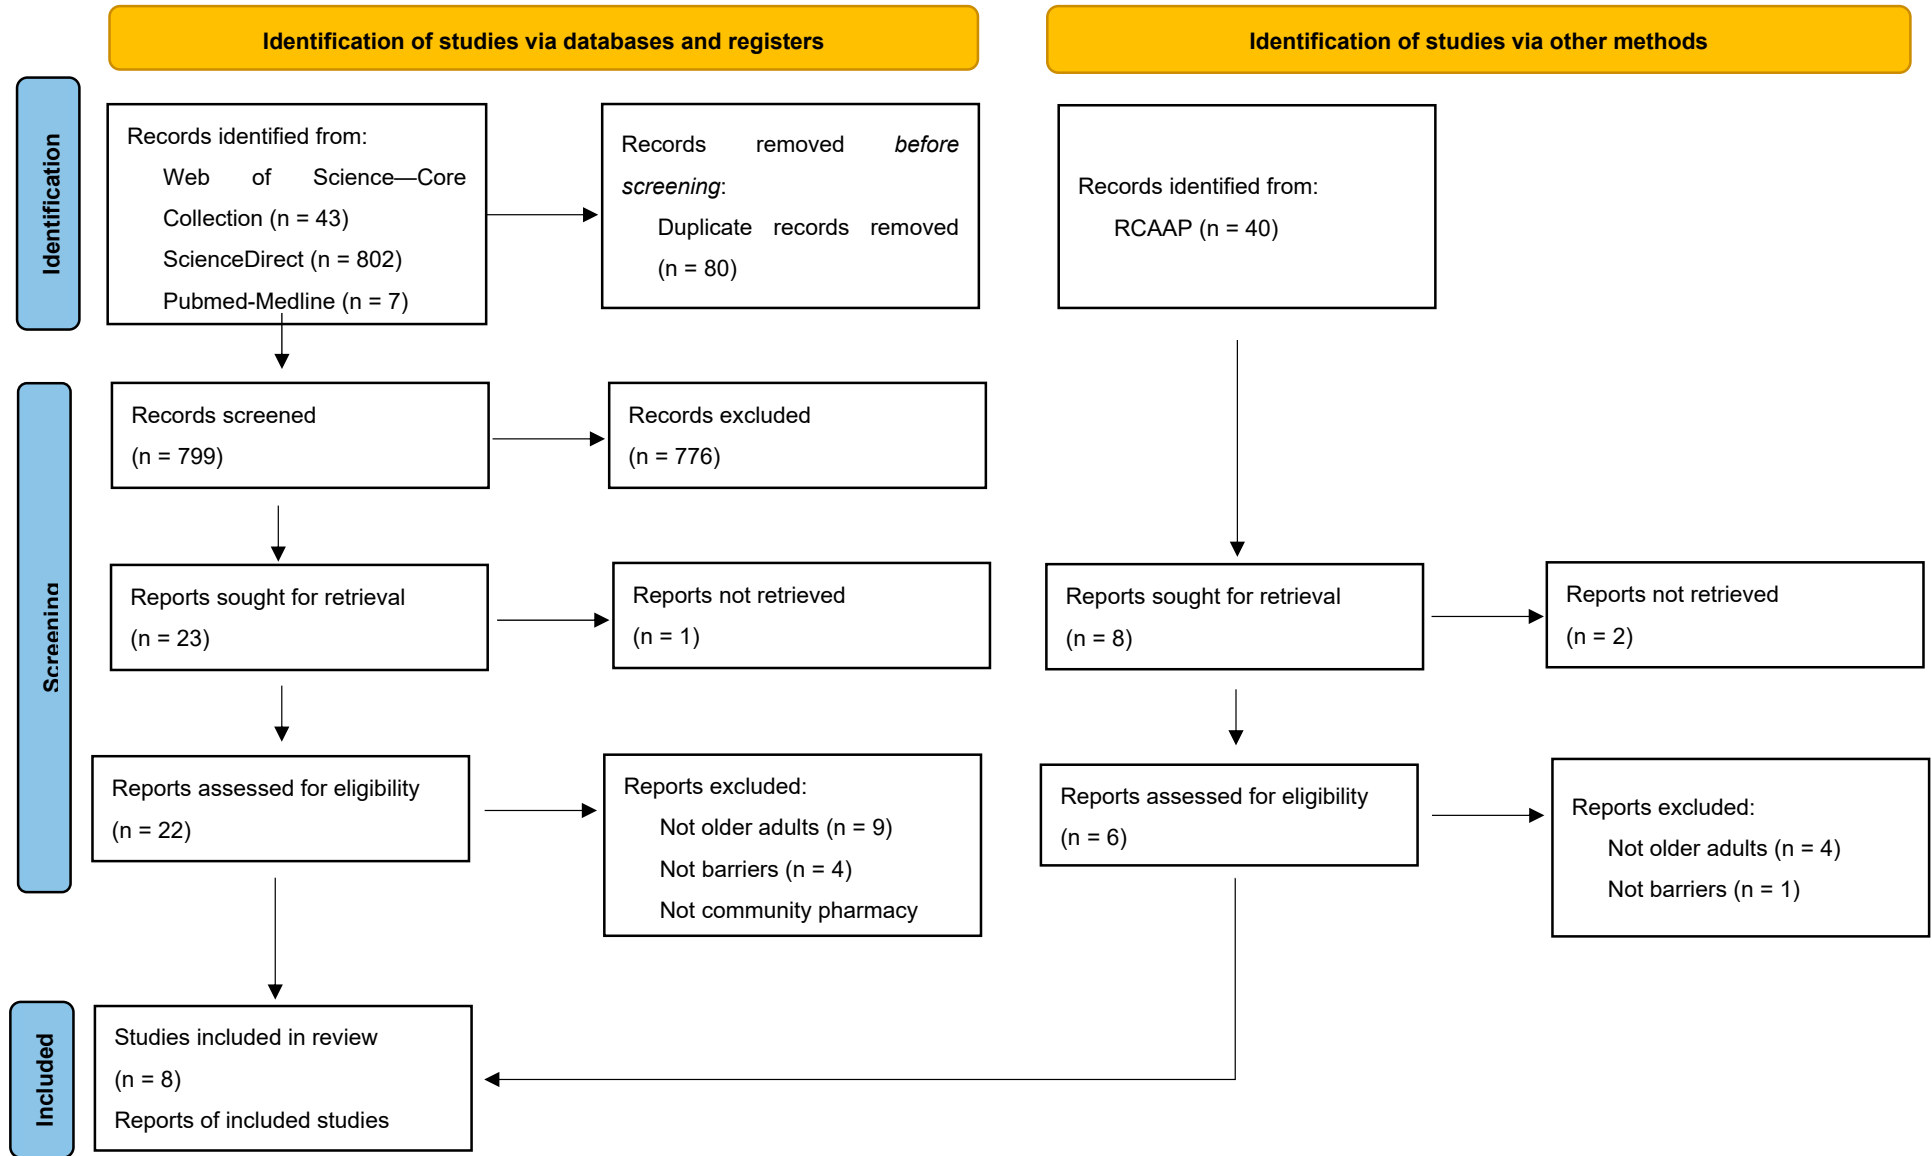 Identification of studies via databases and registers
Identification of studies via other methods
Identification
Records identified from:
Web of Science—Core
Collection (n = 43)
ScienceDirect (n = 802)
Pubmed-Medline (n = 7)
Records removed before
screening:
Duplicate records removed
(n = 80)
Records identified from:
RCAAP (n = 40)
Screening
Records screened
(n = 799)
Records excluded
(n = 776)
Reports sought for retrieval
(n = 23)
Reports not retrieved
(n = 1)
Reports sought for retrieval
(n = 8)
Reports not retrieved
(n = 2)
Reports assessed for eligibility
(n = 22)
Reports excluded:
Not older adults (n = 9)
Not barriers (n = 4)
Not community pharmacy
Reports assessed for eligibility
(n = 6)
Reports excluded:
Not older adults (n = 4)
Not barriers (n = 1)
Included
Studies included in review
(n = 8)
Reports of included studies